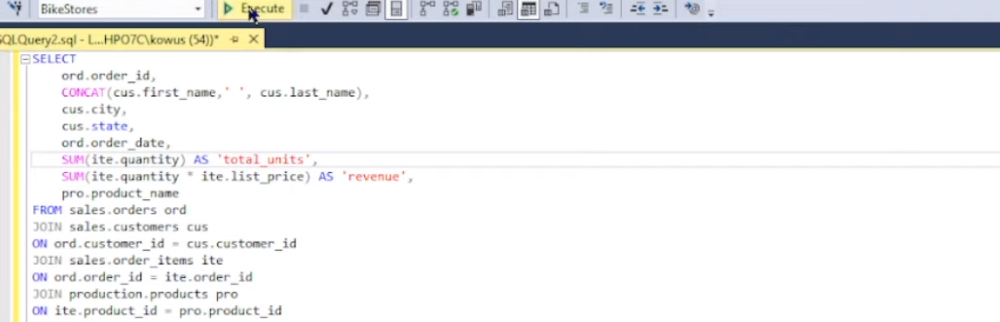 BikeStores
Execute
SQLQuery2.sql - L...HPO7C\kowus (54))*
SELECT
ord.order_id,
CONCAT(cus.first_name,' ', cus.last_name),
cus.city,
cus.state,
ord.order_date,
SUM(ite.quantity) AS 'total_units',
SUM(ite.quantity * ite.list_price) AS 'revenue',
pro.product_name
FROM sales.orders ord
JOIN sales.customers cus
ON ord.customer_id = cus.customer_id
JOIN sales.order_items ite
ON ord.order_id = ite.order_id
JOIN production.products pro
ON ite.product_id = pro.product_id